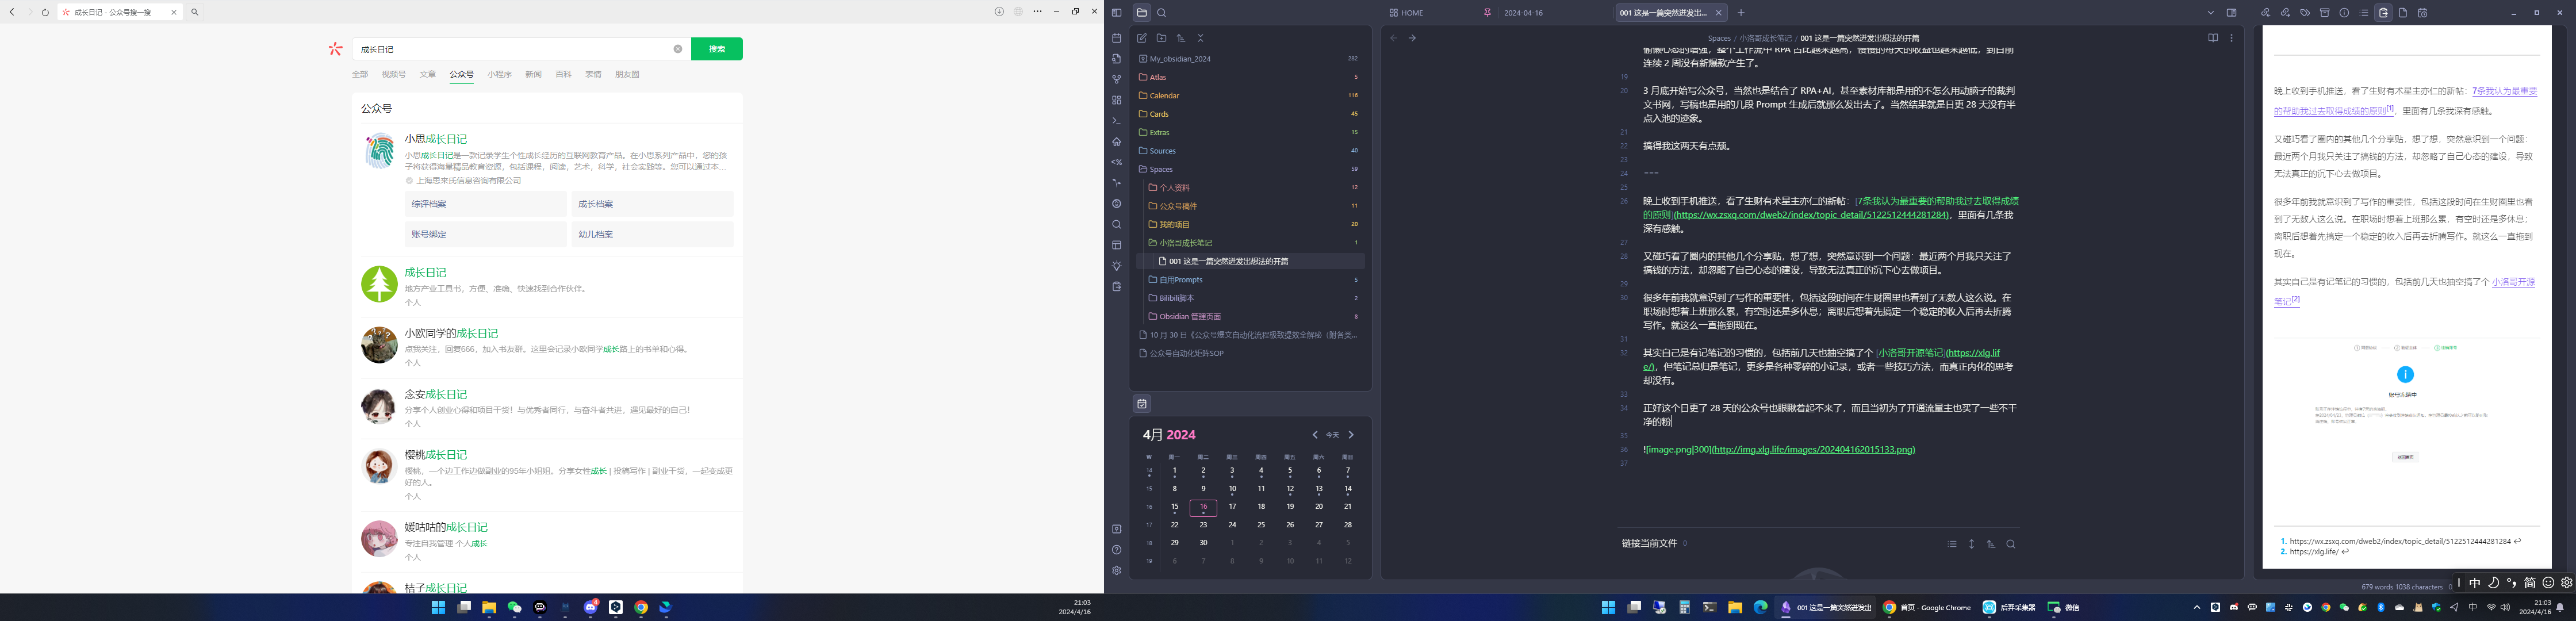 成长日记 - 公众号搜一搜
成长日记
搜索
全部 视频号 文章 公众号 小程序 新闻 百科 表情 朋友圈
公众号
小思成长日记
小思成长日记是一款记录学生个性成长经历的互联网教育产品。在小思系列产品中，您的孩
子将获得海量精品教育资源，包括课程，阅读，艺术，科学，社会实践等。您可以通过本...
上海思来氏信息咨询有限公司
综评档案 成长档案
账号绑定 幼儿档案
成长日记
地方产业工具书，方便、准确、快速找到合作伙伴。
个人
小欧同学的成长日记
点我关注，回复666，加入书友群。这里会记录小欧同学成长路上的书单和心得。
个人
念安成长日记
分享个人创业心得和项目干货！与优秀者同行，与奋斗者共进，遇见最好的自己！
个人
樱桃成长日记
樱桃，一个边工作边做副业的95年小姐姐。分享女性成长 | 投稿写作 | 副业干货，一起变成更
好的人。
个人
媛咕咕的成长日记
专注自我管理 个人成长
个人
桔子成长日记
21:03
2024/4/16
My_obsidian_2024 282
Atlas 5
Calendar 116
Cards 45
Extras 15
Sources 40
Spaces 59
个人资料 12
公众号稿件 11
我的项目 20
小洛哥成长笔记 1
001 这是一篇突然迸发出想法的开篇
自用Prompts 5
Bilibili脚本 2
Obsidian 管理页面 8
10 月 30 日《公众号爆文自动化流程极致提效全解秘（附各类...
公众号自动化矩阵SOP
4月 2024
今天
W 周一 周二 周三 周四 周五 周六 周日
14 1 2 3 4 5 6 7
15 8 9 10 11 12 13 14
16 15 16 17 18 19 20 21
17 22 23 24 25 26 27 28
18 29 30 1 2 3 4 5
19 6 7 8 9 10 11 12
HOME 2024-04-16 001 这是一篇突然迸发出...
Spaces / 小洛哥成长笔记 / 001 这是一篇突然迸发出想法的开篇
偷懒心态的增强，整个工作流中 RPA 占比越来越高，慢慢的每天的收益也越来越低，到目前
连续 2 周没有新爆款产生了。
19
20 3 月底开始写公众号，当然也是结合了 RPA+AI，甚至素材库都是用的不怎么用动脑子的裁判
文书网，写稿也是用的几段 Prompt 生成后就那么发出去了。当然结果就是日更 28 天没有半
点入池的迹象。
21
22 搞得我这两天有点颓。
23
24 ---
25
26 晚上收到手机推送，看了生财有术星主亦仁的新帖：[7条我认为最重要的帮助我过去取得成绩
的原则](https://wx.zsxq.com/dweb2/index/topic_detail/5122512444281284)，里面有几条我
深有感触。
27
28 又碰巧看了圈内的其他几个分享贴，想了想，突然意识到一个问题：最近两个月我只关注了
搞钱的方法，却忽略了自己心态的建设，导致无法真正的沉下心去做项目。
29
30 很多年前我就意识到了写作的重要性，包括这段时间在生财圈里也看到了无数人这么说。在
职场时想着上班那么累，有空时还是多休息；离职后想着先搞定一个稳定的收入后再去折腾
写作。就这么一直拖到现在。
31
32 其实自己是有记笔记的习惯的，包括前几天也抽空搞了个 [小洛哥开源笔记](https://xlg.lif
e/)，但笔记总归是笔记，更多是各种零碎的小记录，或者一些技巧方法，而真正内化的思考
却没有。
33
34 正好这个日更了 28 天的公众号也眼瞅着起不来了，而且当初为了开通流量主也买了一些不干
净的粉
35
36 ![image.png|300](http://img.xlg.life/images/202404162015133.png)
37
链接当前文件 0
晚上收到手机推送，看了生财有术星主亦仁的新帖：7条我认为最重要
的帮助我过去取得成绩的原则[1]，里面有几条我深有感触。
又碰巧看了圈内的其他几个分享贴，想了想，突然意识到一个问题：
最近两个月我只关注了搞钱的方法，却忽略了自己心态的建设，导致
无法真正的沉下心去做项目。
很多年前我就意识到了写作的重要性，包括这段时间在生财圈里也看
到了无数人这么说。在职场时想着上班那么累，有空时还是多休息；
离职后想着先搞定一个稳定的收入后再去折腾写作。就这么一直拖到
现在。
其实自己是有记笔记的习惯的，包括前几天也抽空搞了个 小洛哥开源
笔记[2]
1. https://wx.zsxq.com/dweb2/index/topic_detail/5122512444281284
2. https://xlg.life/
679 words 1038 characters
中 简
001 这是一篇突然迸发出 首页 - Google Chrome 后羿采集器 微信
中
21:03
2024/4/16